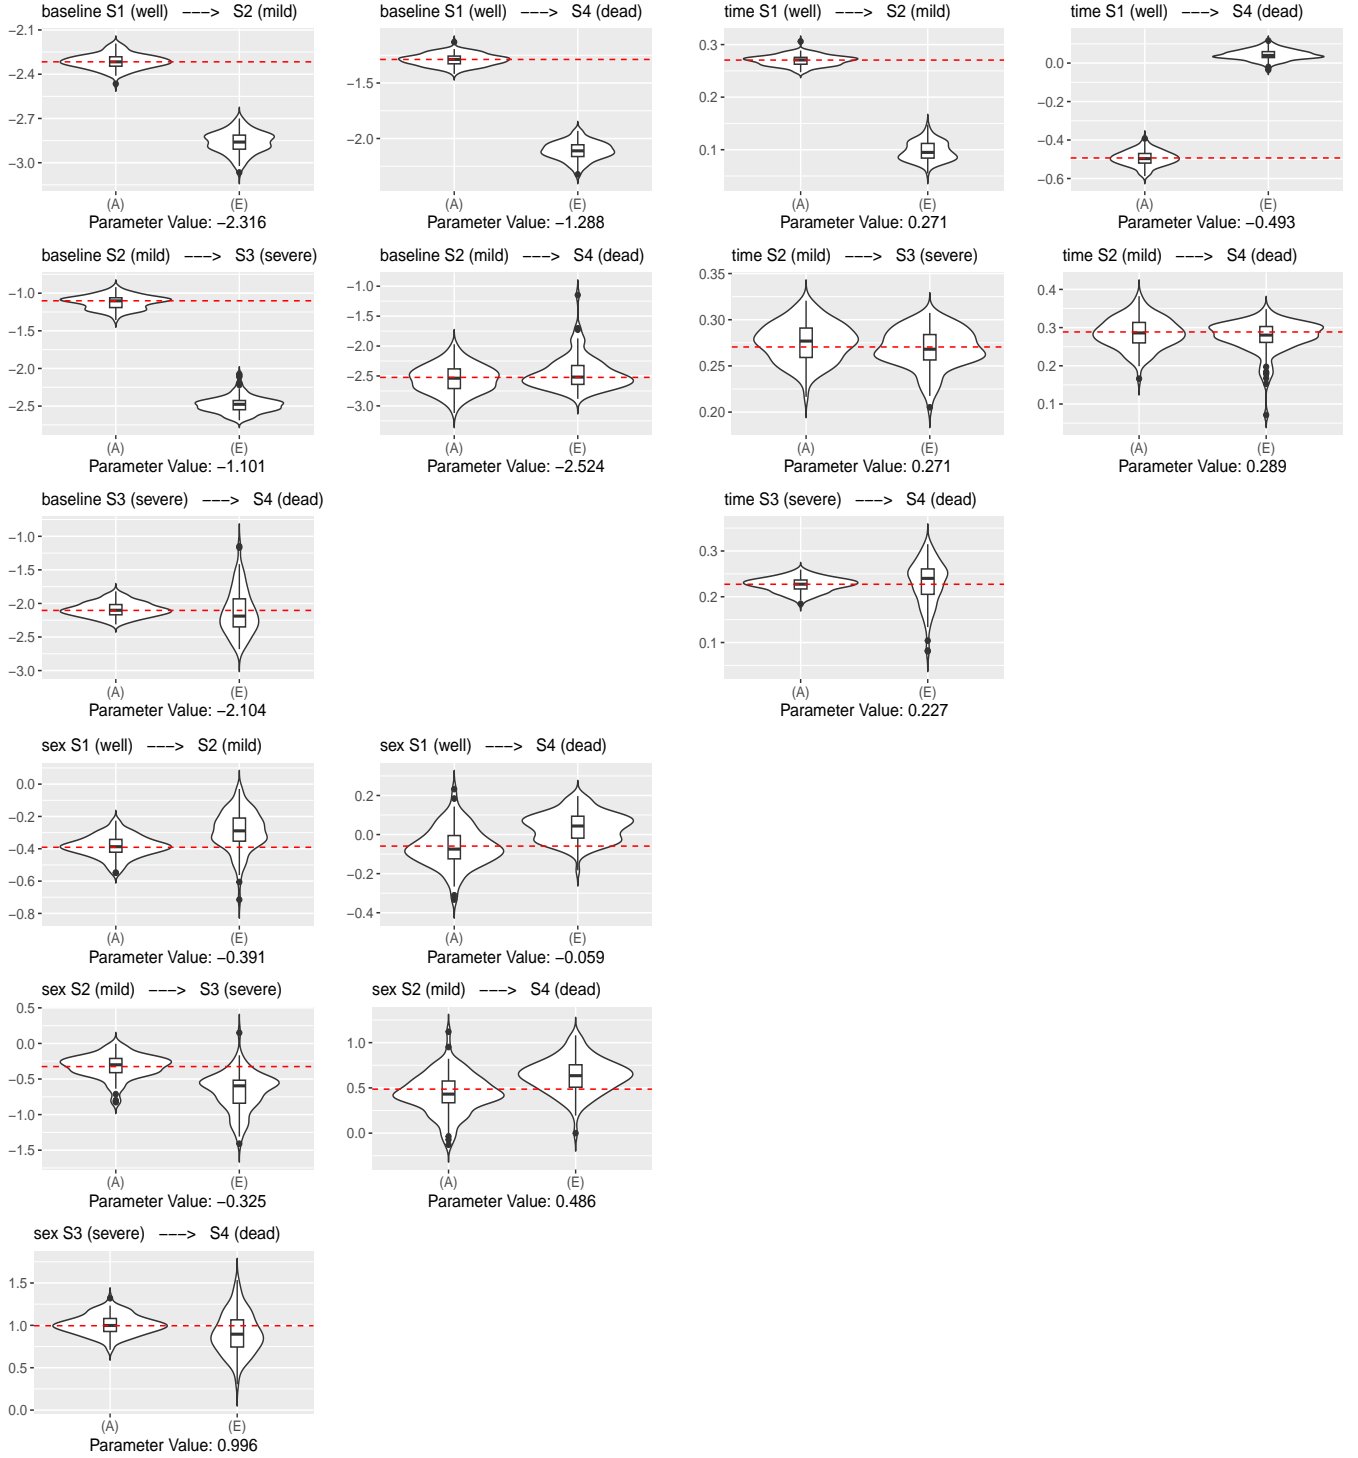 baseline S1 (well) −−−> S2 (mild)
−2.1
−2.4
−2.7
−3.0
(A) (E)
Parameter Value: −2.316
baseline S1 (well) −−−> S4 (dead)
−1.5
−2.0
(A) (E)
Parameter Value: −1.288
time S1 (well) −−−> S2 (mild)
0.3
0.2
0.1
(A) (E)
Parameter Value: 0.271
time S1 (well) −−−> S4 (dead)
0.0
−0.2
−0.4
−0.6
(A) (E)
Parameter Value: −0.493
baseline S2 (mild) −−−> S3 (severe)
−1.0
−1.5
−2.0
−2.5
(A) (E)
Parameter Value: −1.101
baseline S2 (mild) −−−> S4 (dead)
−1.0
−1.5
−2.0
−2.5
−3.0
(A) (E)
Parameter Value: −2.524
time S2 (mild) −−−> S3 (severe)
0.35
0.30
0.25
0.20
(A) (E)
Parameter Value: 0.271
time S2 (mild) −−−> S4 (dead)
0.4
0.3
0.2
0.1
(A) (E)
Parameter Value: 0.289
baseline S3 (severe) −−−> S4 (dead)
−1.0
−1.5
−2.0
−2.5
−3.0
(A) (E)
Parameter Value: −2.104
time S3 (severe) −−−> S4 (dead)
0.3
0.2
0.1
(A) (E)
Parameter Value: 0.227
sex S1 (well) −−−> S2 (mild)
0.0
−0.2
−0.4
−0.6
−0.8
(A) (E)
Parameter Value: −0.391
sex S1 (well) −−−> S4 (dead)
0.2
0.0
−0.2
−0.4
(A) (E)
Parameter Value: −0.059
sex S2 (mild) −−−> S3 (severe)
0.5
0.0
−0.5
−1.0
−1.5
(A) (E)
Parameter Value: −0.325
sex S2 (mild) −−−> S4 (dead)
1.0
0.5
0.0
(A) (E)
Parameter Value: 0.486
sex S3 (severe) −−−> S4 (dead)
1.5
1.0
0.5
0.0
(A) (E)
Parameter Value: 0.996